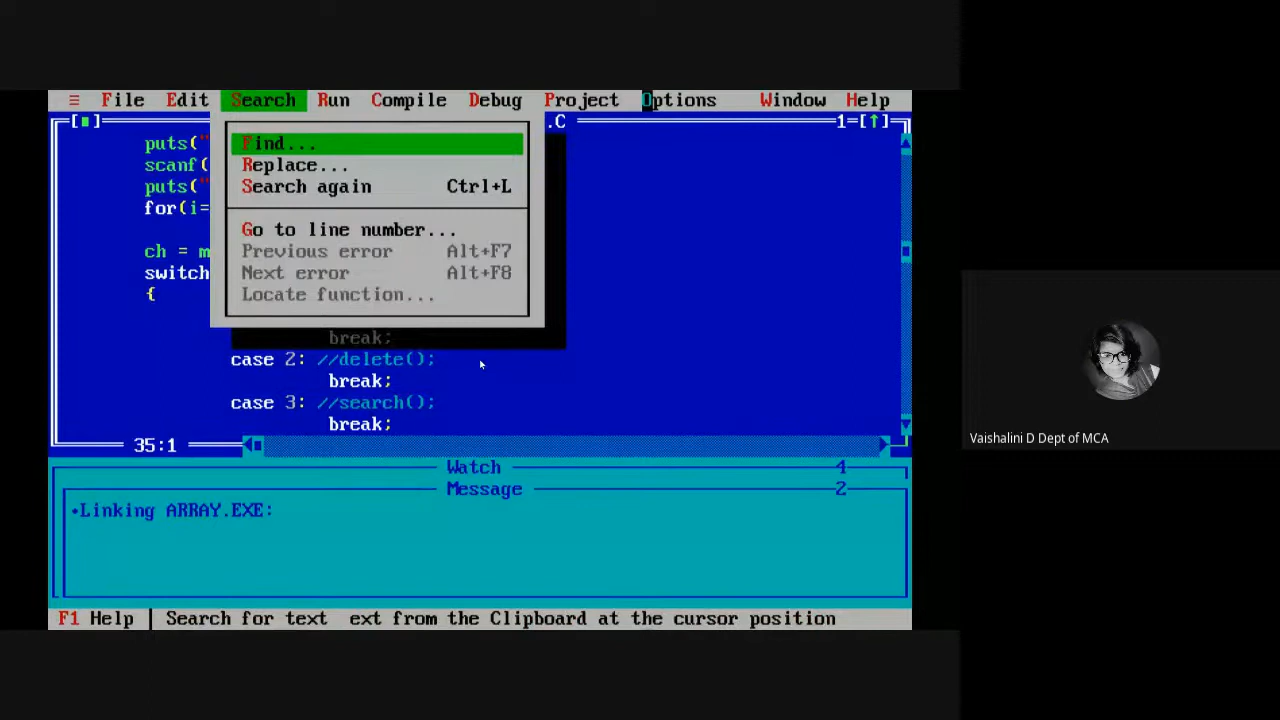 ≡ File Edit Search Run Compile Debug Project Options Window Help
[■] .C 1=[↑]
puts("
scanf(
puts("
for(i=
ch = m
switch
{
Find...
Replace...
Search again Ctrl+L
Go to line number...
Previous error Alt+F7
Next error Alt+F8
Locate function...
break;
case 2: //delete();
break;
case 3: //search();
break;
35:1
Watch 4
Message 2
•Linking ARRAY.EXE:
F1 Help | Search for text ext from the Clipboard at the cursor position
Vaishalini D Dept of MCA